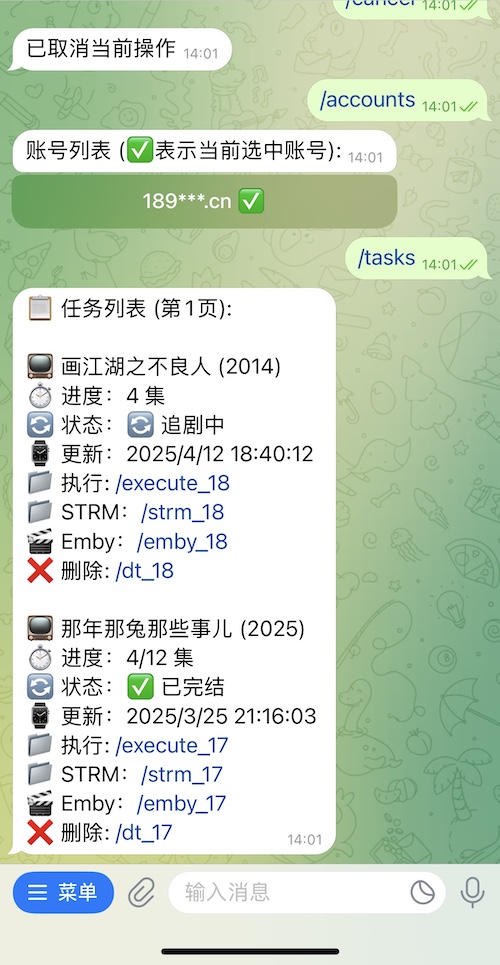 /cancel 14:01
已取消当前操作 14:01
/accounts 14:01
账号列表 (✅表示当前选中账号): 14:01
189***.cn ✅
/tasks 14:01
📋 任务列表 (第1页):
📺 画江湖之不良人 (2014)
⏱ 进度：4 集
🔄 状态：🔄 追剧中
⌚ 更新：2025/4/12 18:40:12
📁 执行: /execute_18
📁 STRM：/strm_18
🎬 Emby：/emby_18
❌ 删除: /dt_18
📺 那年那兔那些事儿 (2025)
⏱ 进度：4/12 集
🔄 状态：✅ 已完结
⌚ 更新：2025/3/25 21:16:03
📁 执行: /execute_17
📁 STRM：/strm_17
🎬 Emby：/emby_17
❌ 删除: /dt_17
14:01
菜单
输入消息